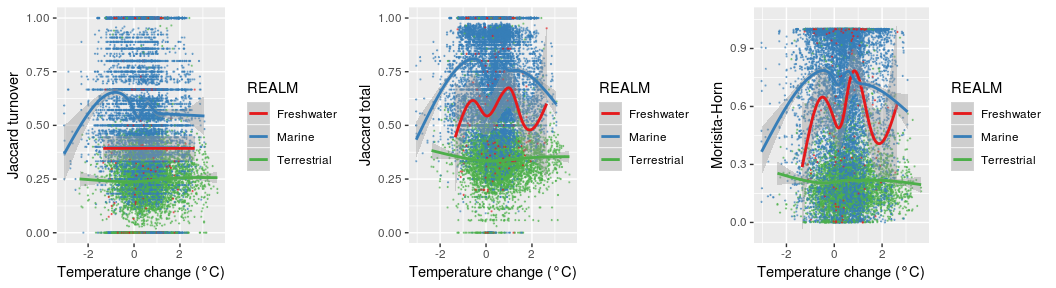 Jaccard turnover
1.00
0.75
0.50
0.25
0.00
-2
0
2
Temperature change (°C)
REALM
Freshwater
Marine
Terrestrial
Jaccard total
1.00
0.75
0.50
0.25
0.00
-2
0
2
Temperature change (°C)
REALM
Freshwater
Marine
Terrestrial
Morisita-Horn
0.9
0.6
0.3
0.0
-2
0
2
Temperature change (°C)
REALM
Freshwater
Marine
Terrestrial